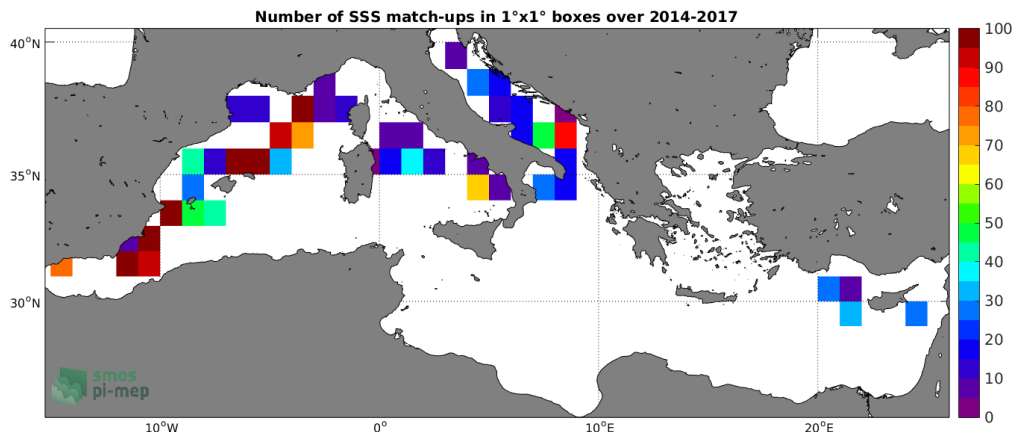 Number of SSS match-ups in 1°x1° boxes over 2014-2017
40°N
35°N
30°N
10°W
0°
10°E
20°E
100
90
80
70
60
50
40
30
20
10
0
smos
pi-mep